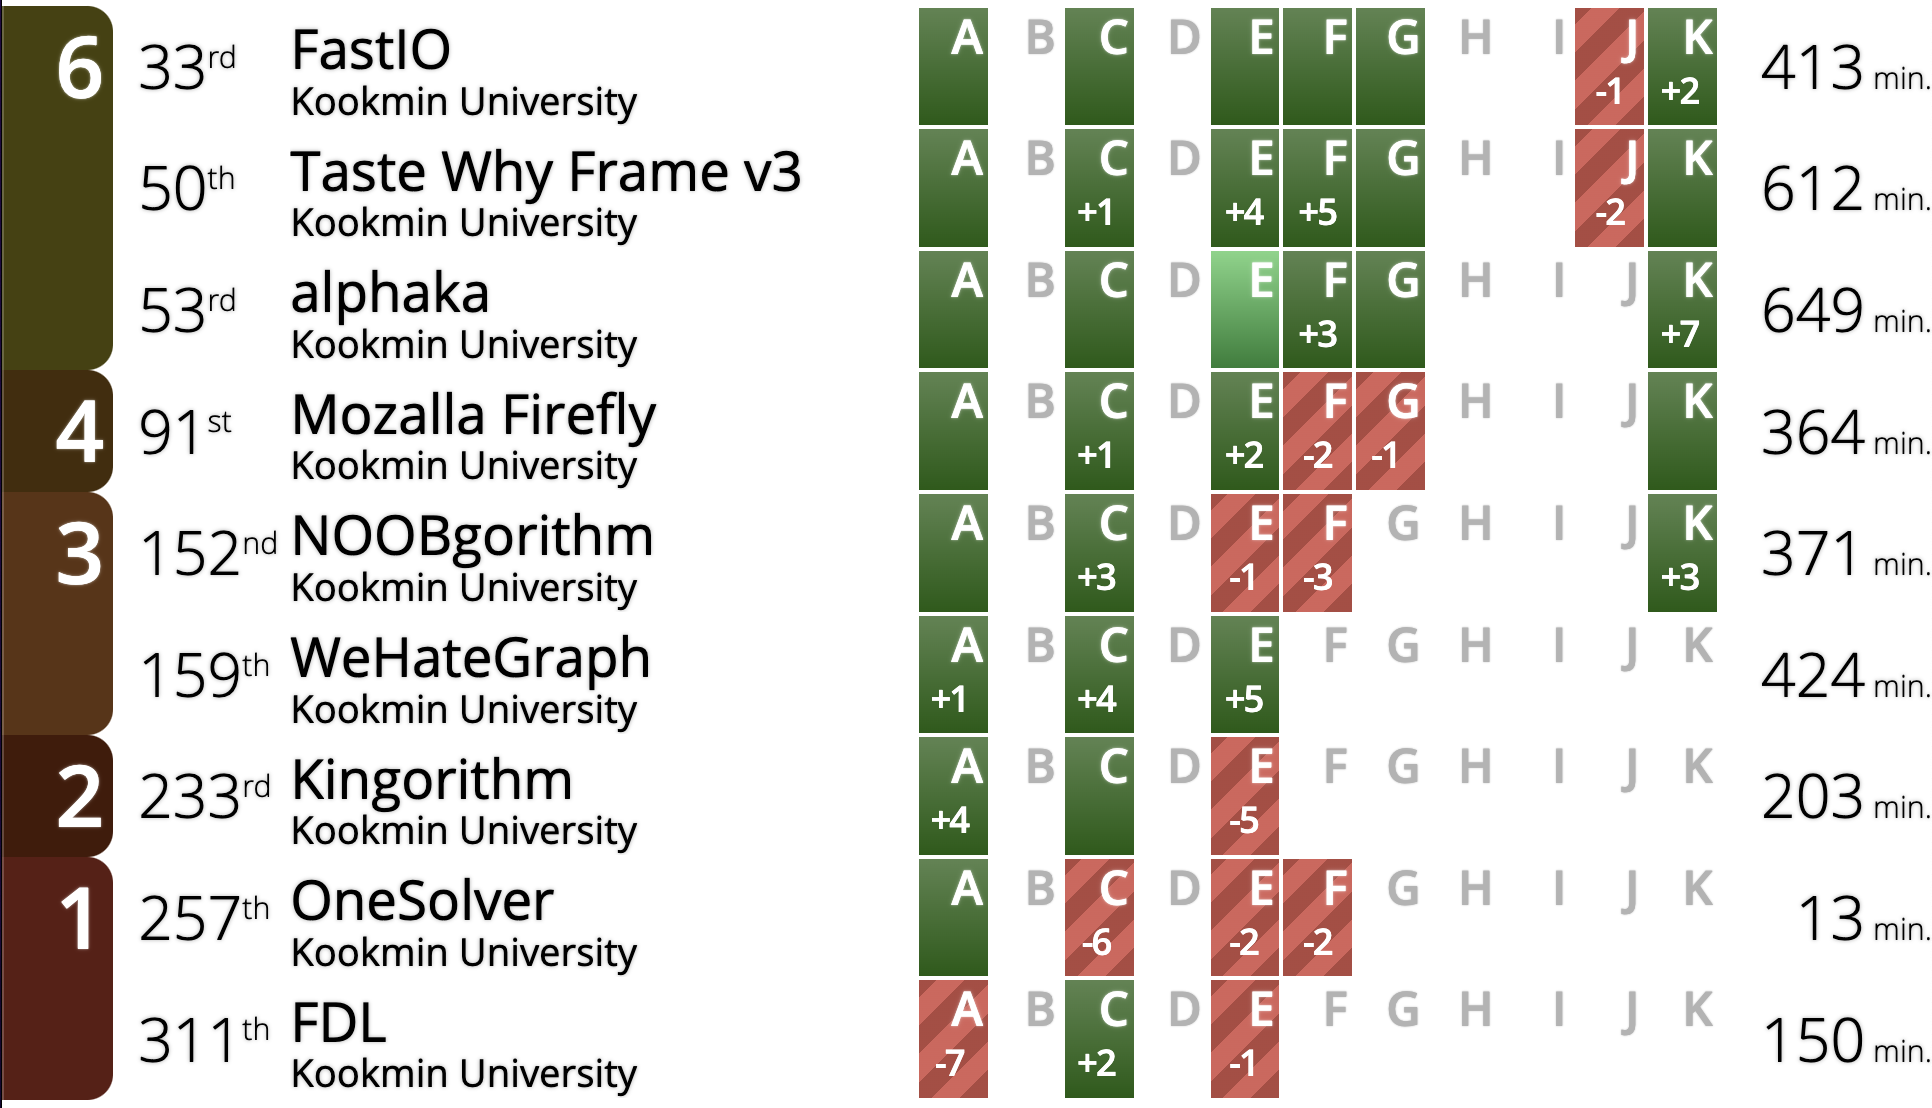 6 33rd FastIO A B C D E F G H I J K 413 min.
Kookmin University -1 +2
50th Taste Why Frame v3 A B C D E F G H I J K 612 min.
Kookmin University +1 +4 +5 -2
53rd alphaka A B C D E F G H I J K 649 min.
Kookmin University +3 +7
4 91st Mozalla Firefly A B C D E F G H I J K 364 min.
Kookmin University +1 +2 -2 -1
3 152nd NOOBgorithm A B C D E F G H I J K 371 min.
Kookmin University +3 -1 -3 +3
159th WeHateGraph A B C D E F G H I J K 424 min.
Kookmin University +1 +4 +5
2 233rd Kingorithm A B C D E F G H I J K 203 min.
Kookmin University +4 -5
1 257th OneSolver A B C D E F G H I J K 13 min.
Kookmin University -6 -2 -2
311th FDL A B C D E F G H I J K 150 min.
Kookmin University -7 +2 -1